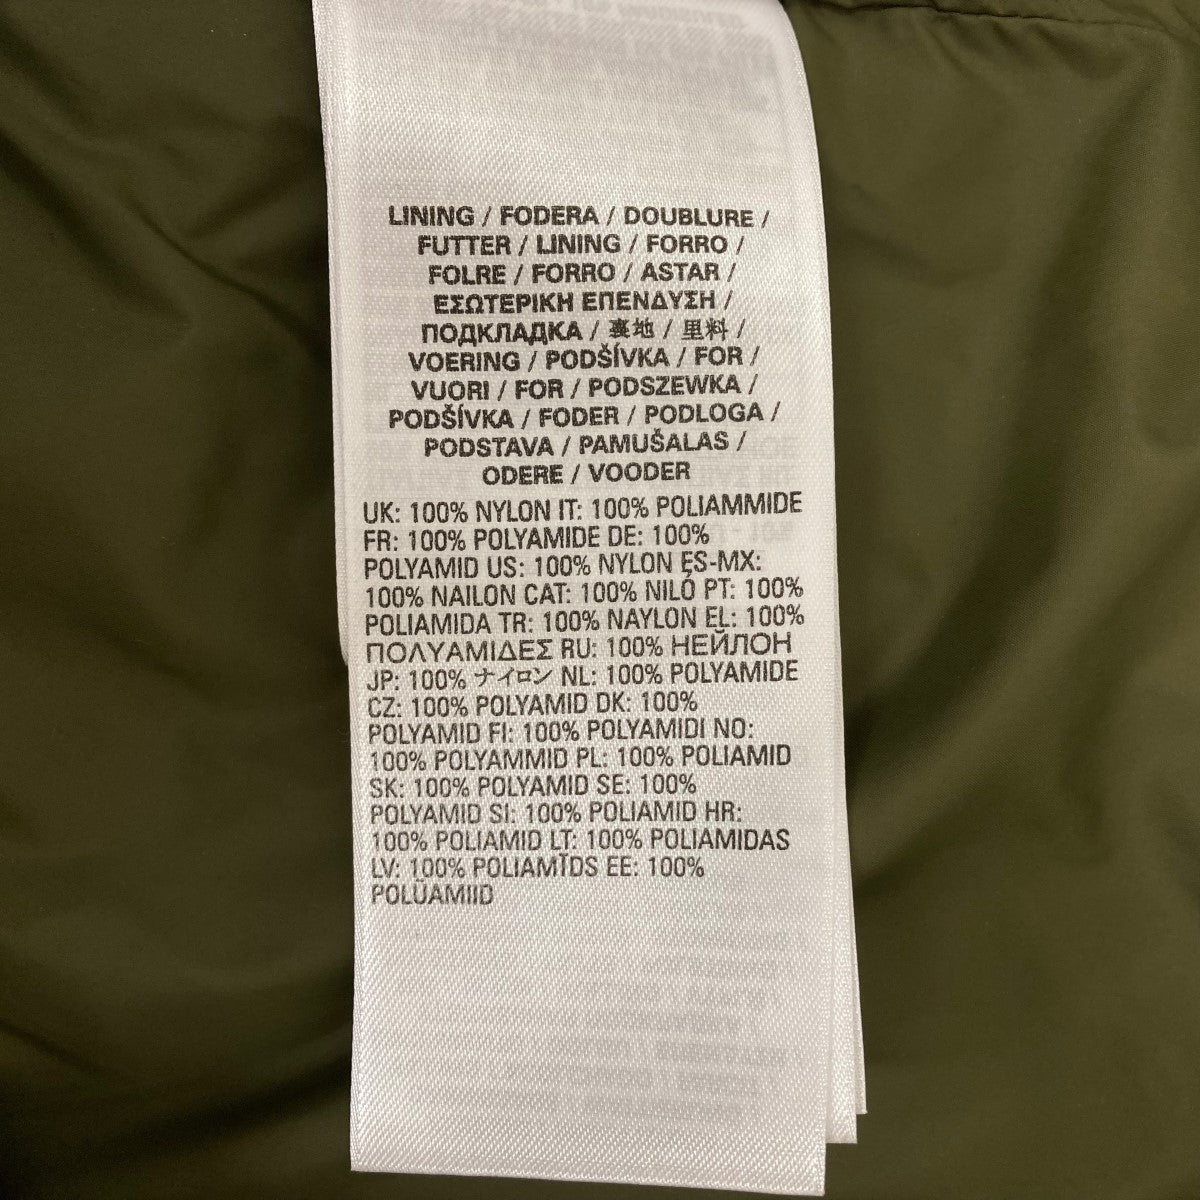 LINING / FODERA / DOUBLURE /
FUTTER / LINING / FORRO /
FOLRE / FORRO / ASTAR /
ΕΣΩΤΕΡΙΚΗ ΕΠΕΝΔΥΣΗ /
ПОДКЛАДКА / 裏地 / 里料 /
VOERING / PODŠÍVKA / FOR /
VUORI / FOR / PODSZEWKA /
PODŠÍVKA / FODER / PODLOGA /
PODSTAVA / PAMUŠALAS /
ODERE / VOODER
UK: 100% NYLON IT: 100% POLIAMMIDE
FR: 100% POLYAMIDE DE: 100%
POLYAMID US: 100% NYLON ES-MX:
100% NAILON CAT: 100% NILÓ PT: 100%
POLIAMIDA TR: 100% NAYLON EL: 100%
ΠΟΛΥΑΜΙΔΕΣ RU: 100% НЕЙЛОН
JP: 100% ナイロン NL: 100% POLYAMIDE
CZ: 100% POLYAMID DK: 100%
POLYAMID FI: 100% POLYAMIDI NO:
100% POLYAMMID PL: 100% POLIAMID
SK: 100% POLYAMID SE: 100%
POLYAMID SI: 100% POLIAMID HR:
100% POLIAMID LT: 100% POLIAMIDAS
LV: 100% POLIAMĪDS EE: 100%
POLÜAMIID